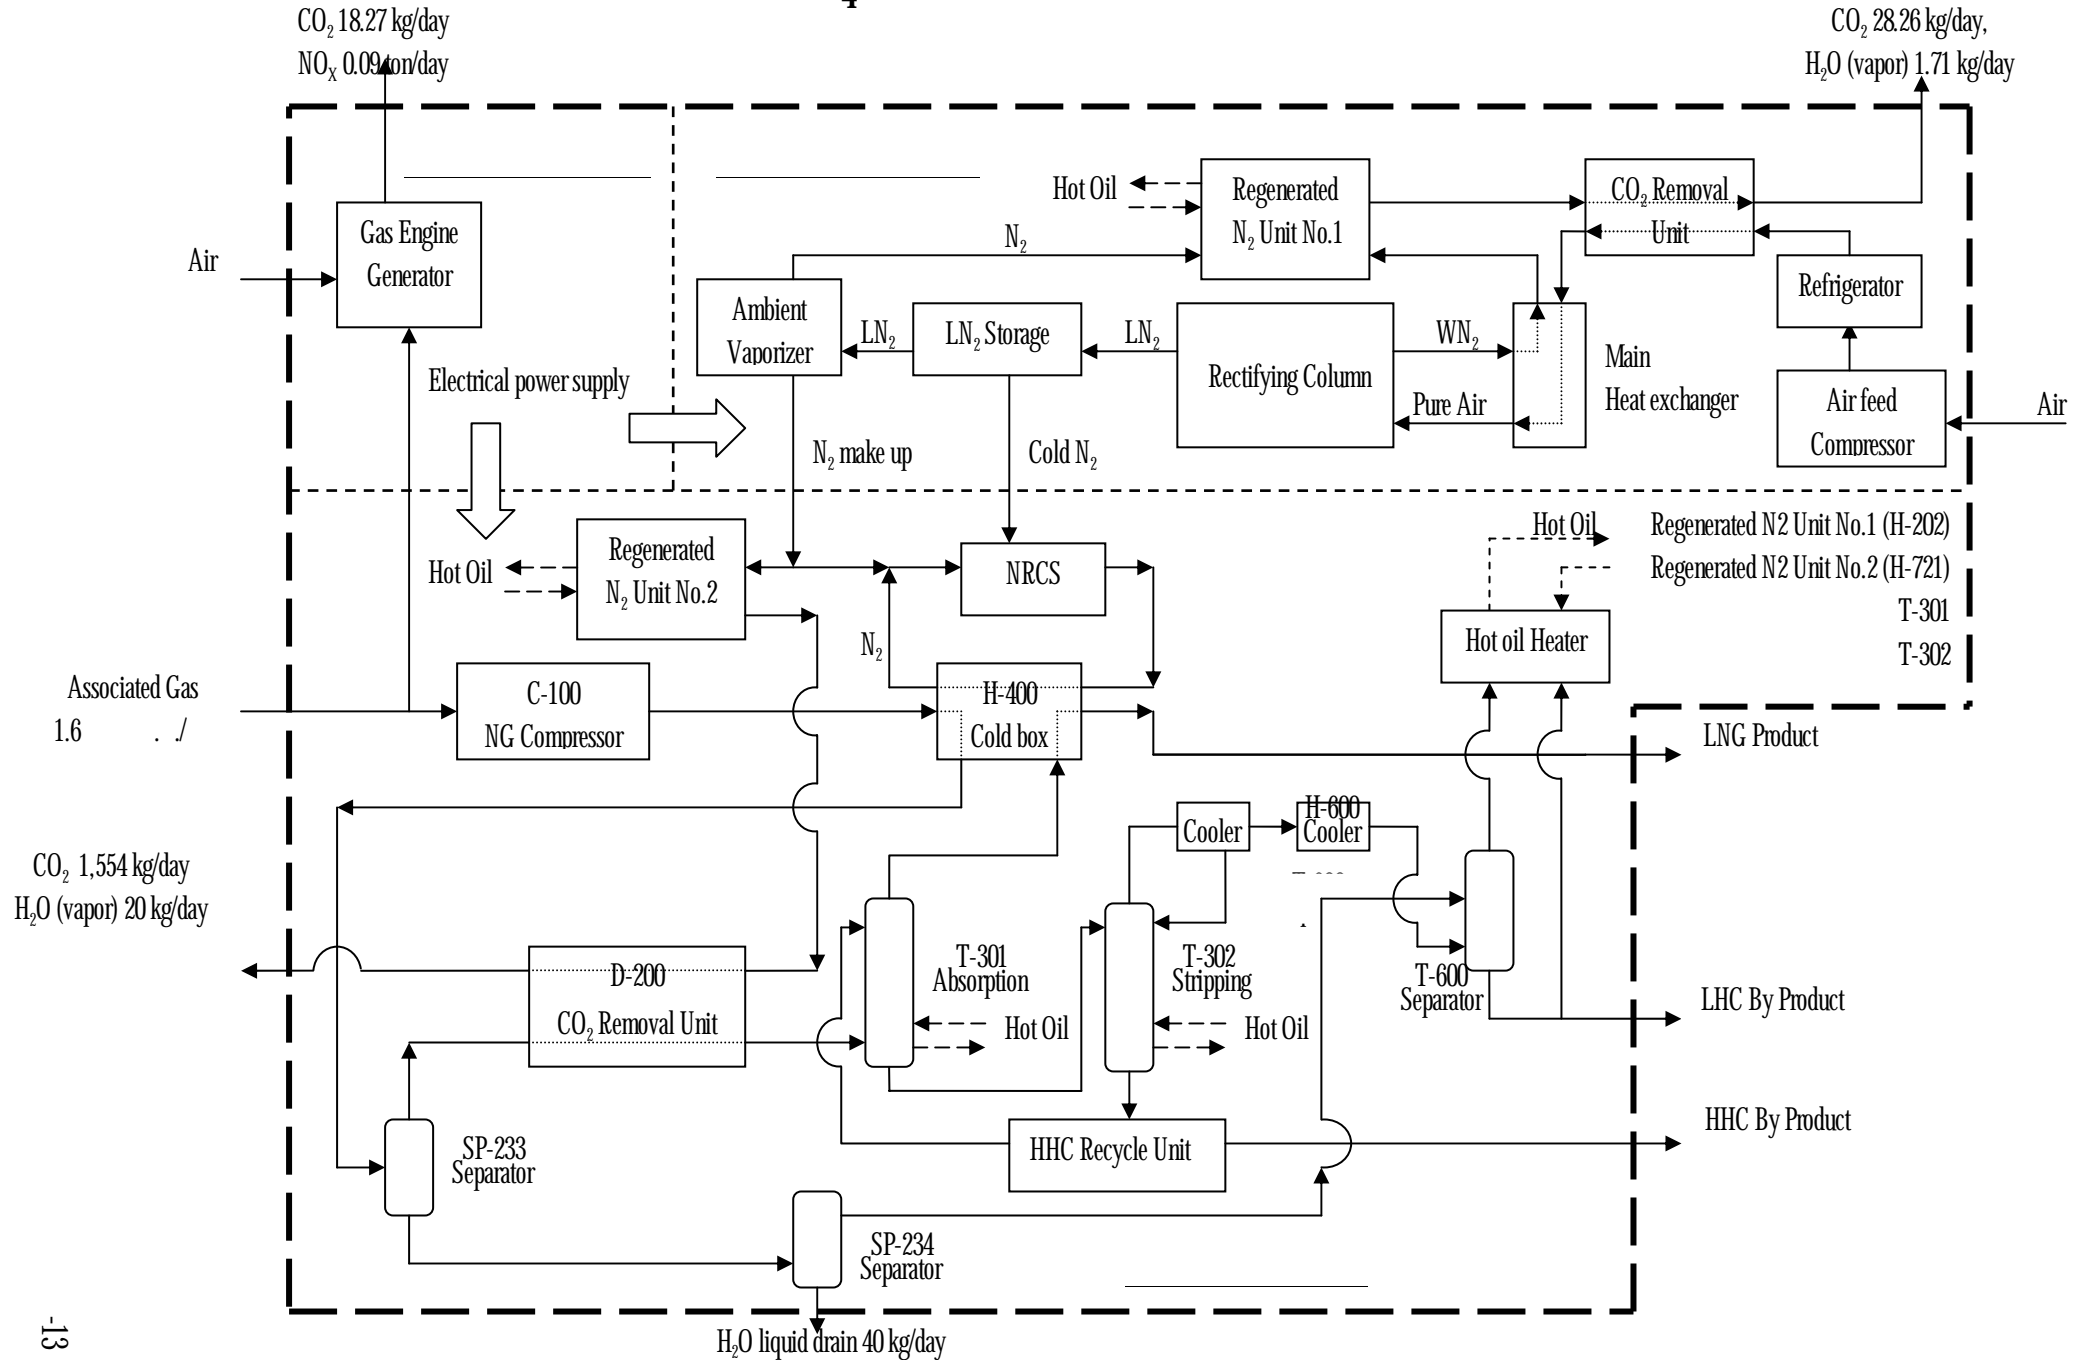 CO₂ 18.27 kg/day
NOₓ 0.09 ton/day
CO₂ 28.26 kg/day,
H₂O (vapor) 1.71 kg/day
Hot Oil
Regenerated
N₂ Unit No.1
CO₂ Removal
Unit
Air
Gas Engine
Generator
N₂
Ambient
Vaporizer
LN₂
LN₂ Storage
LN₂
Rectifying Column
WN₂
Pure Air
Main
Heat exchanger
Refrigerator
Air feed
Compressor
Air
Electrical power supply
N₂ make up
Cold N₂
Hot Oil
Regenerated
N₂ Unit No.2
NRCS
N₂
Hot Oil
Regenerated N2 Unit No.1 (H-202)
Regenerated N2 Unit No.2 (H-721)
T-301
T-302
Hot oil Heater
Associated Gas
1.6 . ./
C-100
NG Compressor
H-400
Cold box
LNG Product
CO₂ 1,554 kg/day
H₂O (vapor) 20 kg/day
Cooler
H-600
Cooler
D-200
CO₂ Removal Unit
T-301
Absorption
Hot Oil
T-302
Stripping
Hot Oil
T-600
Separator
LHC By Product
HHC By Product
SP-233
Separator
HHC Recycle Unit
SP-234
Separator
H₂O liquid drain 40 kg/day
-13